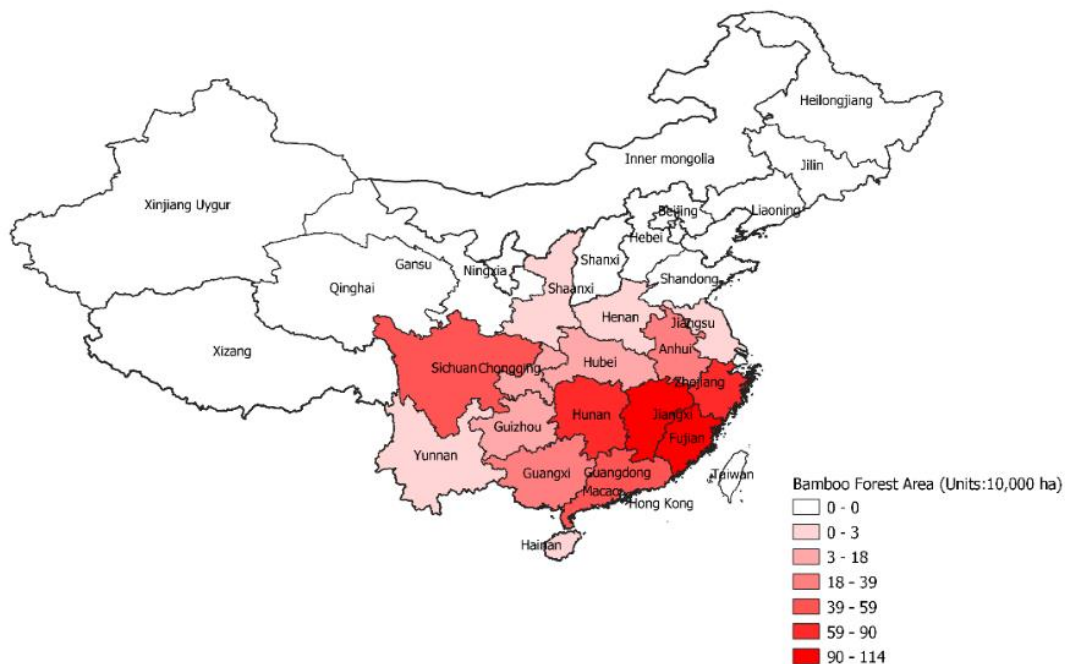 Heilongjiang
Inner mongolia
Jilin
Xinjiang Uygur
Beijing
Liaoning
Hebei
Gansu
Ningxia
Shanxi
Shandong
Qinghai
Shaanxi
Henan
Jiangsu
Xizang
Anhui
Sichuan
Chongqing
Hubei
Zhejiang
Hunan
Jiangxi
Guizhou
Fujian
Yunnan
Guangxi
Guangdong
Taiwan
Macao
Hong Kong
Hainan
Bamboo Forest Area (Units:10,000 ha)
0 - 0
0 - 3
3 - 18
18 - 39
39 - 59
59 - 90
90 - 114